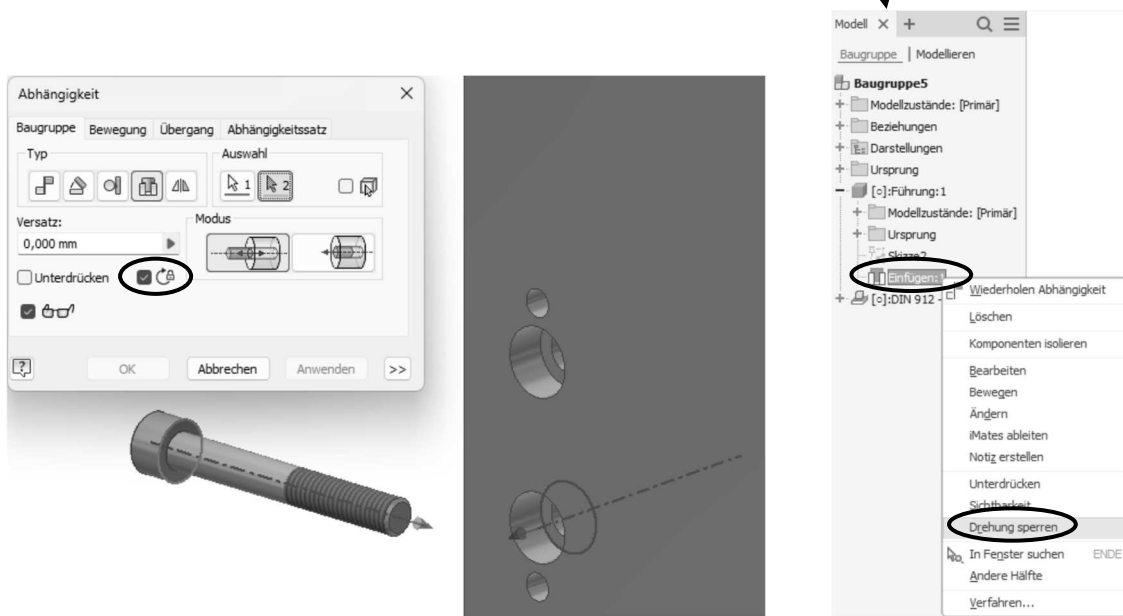 Abhängigkeit
Baugruppe Bewegung Übergang Abhängigkeitssatz
Typ
Auswahl
1 2
Versatz:
0,000 mm
Modus
Unterdrücken
?
OK Abbrechen Anwenden >>
Modell × +
Baugruppe | Modellieren
Baugruppe5
Modellzustände: [Primär]
Beziehungen
Darstellungen
Ursprung
[○]:Führung:1
Modellzustände: [Primär]
Ursprung
Skizze2
Einfügen:1
[○]:DIN 912 -
Wiederholen Abhängigkeit
Löschen
Komponenten isolieren
Bearbeiten
Bewegen
Ändern
iMates ableiten
Notiz erstellen
Unterdrücken
Sichtbarkeit
Drehung sperren
In Fenster suchen ENDE
Andere Hälfte
Verfahren...